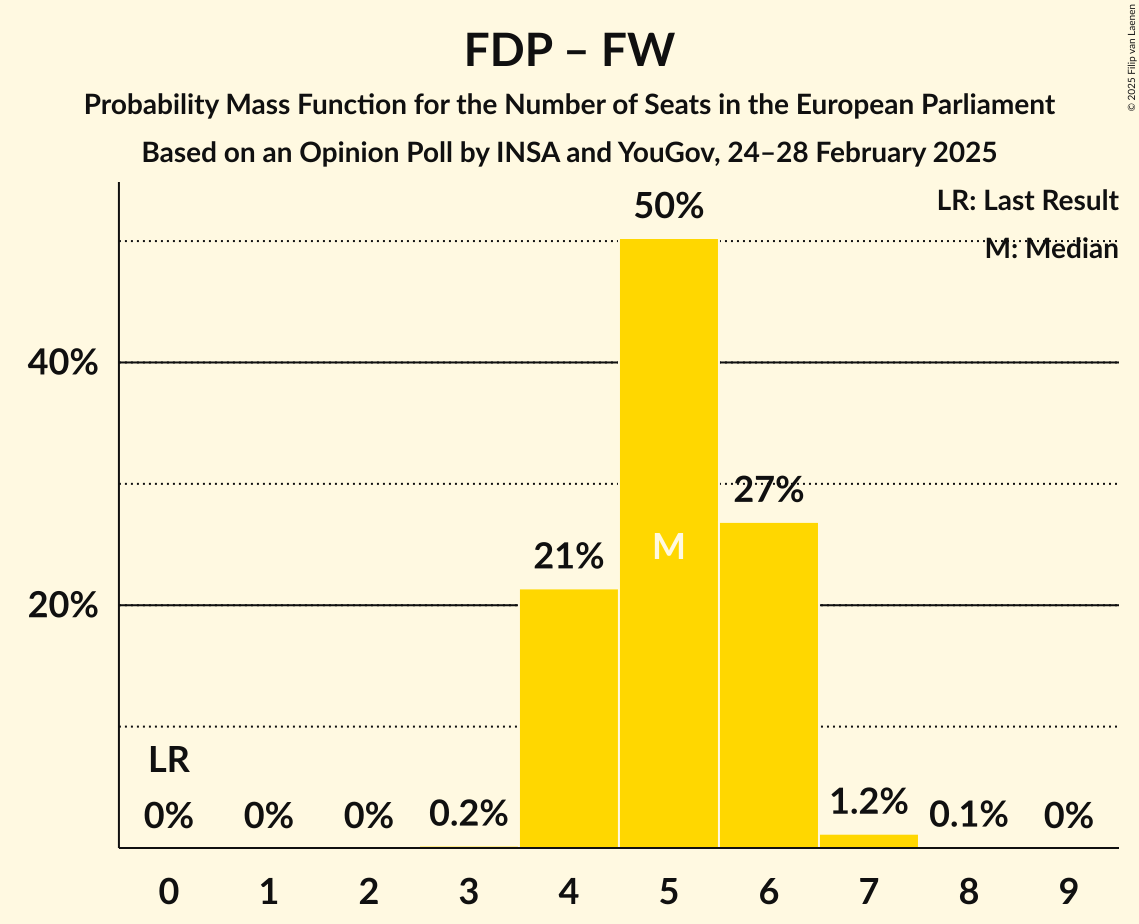 FDP – FW
Probability Mass Function for the Number of Seats in the European Parliament
Based on an Opinion Poll by INSA and YouGov, 24–28 February 2025
© 2025 Filip van Laenen
LR: Last Result
M: Median
50%
40%
27%
21%
M
20%
LR
0% 0% 0% 0.2% 1.2% 0.1% 0%
0 1 2 3 4 5 6 7 8 9